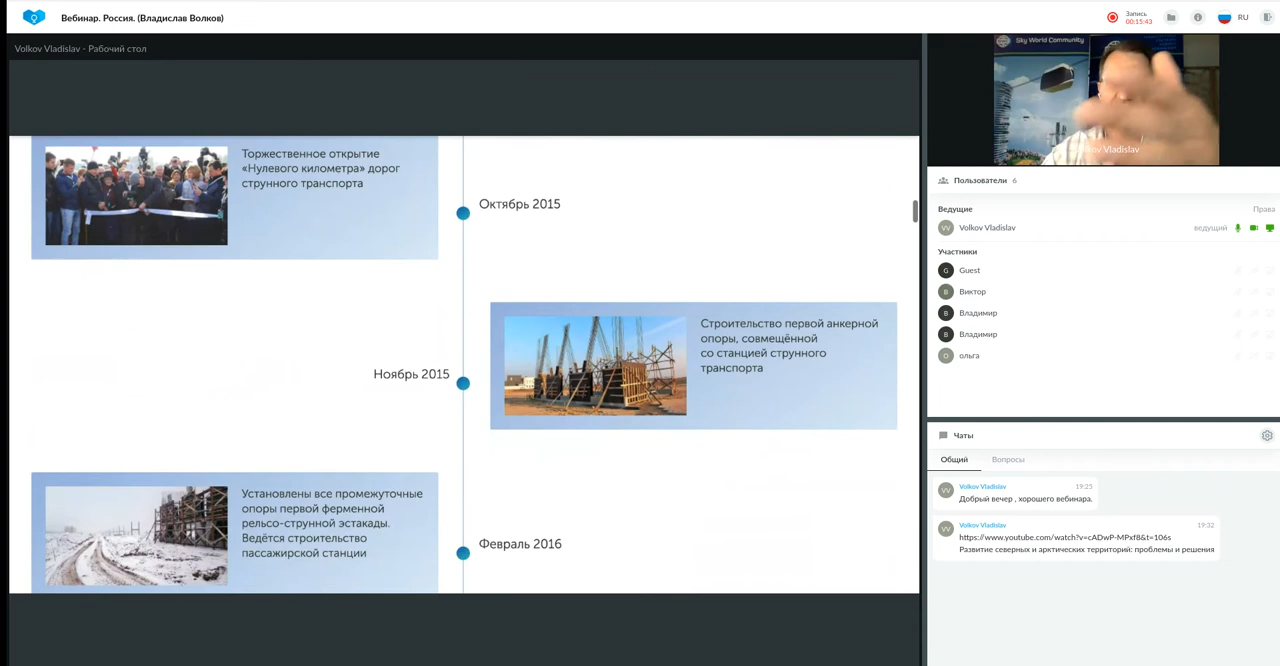 Вебинар. Россия. (Владислав Волков)
Запись
00:15:43
RU
Volkov Vladislav - Рабочий стол
Торжественное открытие
«Нулевого километра» дорог
струнного транспорта
Октябрь 2015
Строительство первой анкерной
опоры, совмещённой
со станцией струнного
транспорта
Ноябрь 2015
Установлены все промежуточные
опоры первой ферменной
рельсо-струнной эстакады.
Ведётся строительство
пассажирской станции
Февраль 2016
Sky World Community
Vladislav
Пользователи 6
Ведущие Права
VV Volkov Vladislav ведущий
Участники
G Guest
В Виктор
В Владимир
В Владимир
О ольга
Чаты
Общий Вопросы
VV Volkov Vladislav 19:25
Добрый вечер , хорошего вебинара.
VV Volkov Vladislav 19:32
https://www.youtube.com/watch?v=cADwP-MPxf8&t=106s
Развитие северных и арктических территорий: проблемы и решения